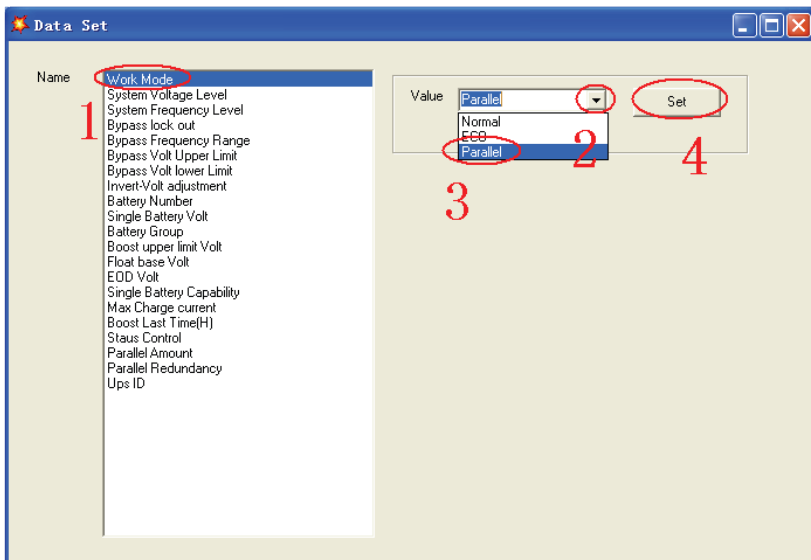 Data Set
Name
Work Mode
System Voltage Level
System Frequency Level
Bypass lock out
Bypass Frequency Range
Bypass Volt Upper Limit
Bypass Volt lower Limit
Invert-Volt adjustment
Battery Number
Single Battery Volt
Battery Group
Boost upper limit Volt
Float base Volt
EOD Volt
Single Battery Capability
Max Charge current
Boost Last Time(H)
Staus Control
Parallel Amount
Parallel Redundancy
Ups ID
1
Value
Parallel
Normal
ECO
Parallel
Set
2
3
4